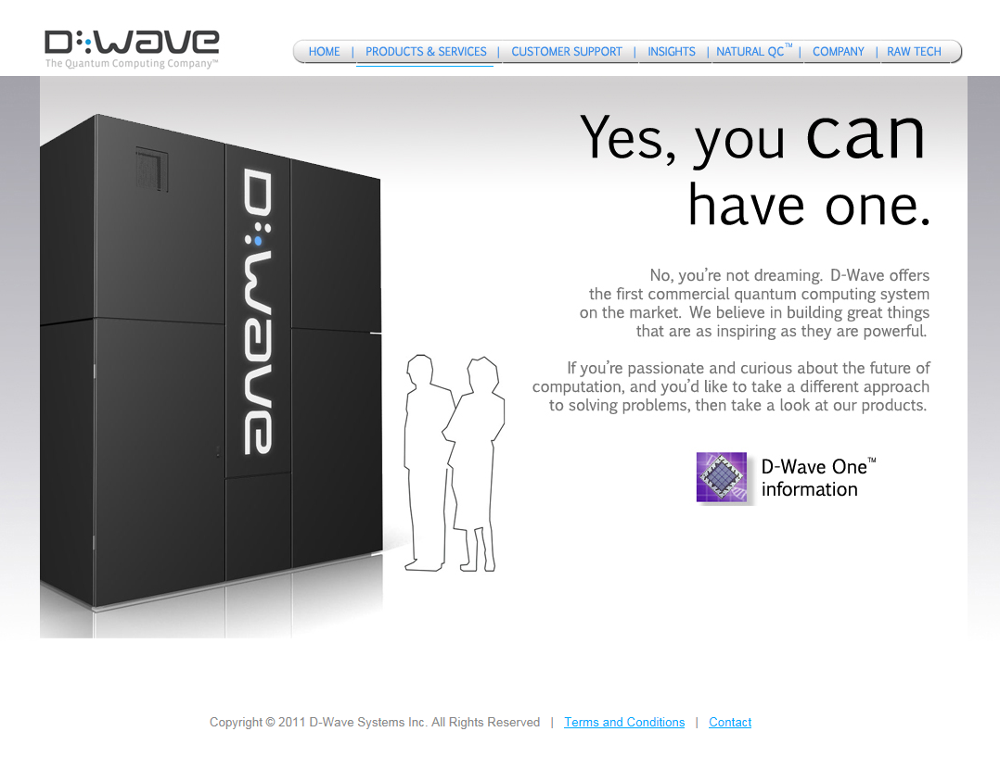 D:WAVE
The Quantum Computing Company™
HOME | PRODUCTS & SERVICES | CUSTOMER SUPPORT | INSIGHTS | NATURAL QC™ | COMPANY | RAW TECH
D:WAVE
Yes, you can
have one.
No, you're not dreaming. D-Wave offers
the first commercial quantum computing system
on the market. We believe in building great things
that are as inspiring as they are powerful.
If you're passionate and curious about the future of
computation, and you'd like to take a different approach
to solving problems, then take a look at our products.
D-Wave One™
information
Copyright © 2011 D-Wave Systems Inc. All Rights Reserved | Terms and Conditions | Contact